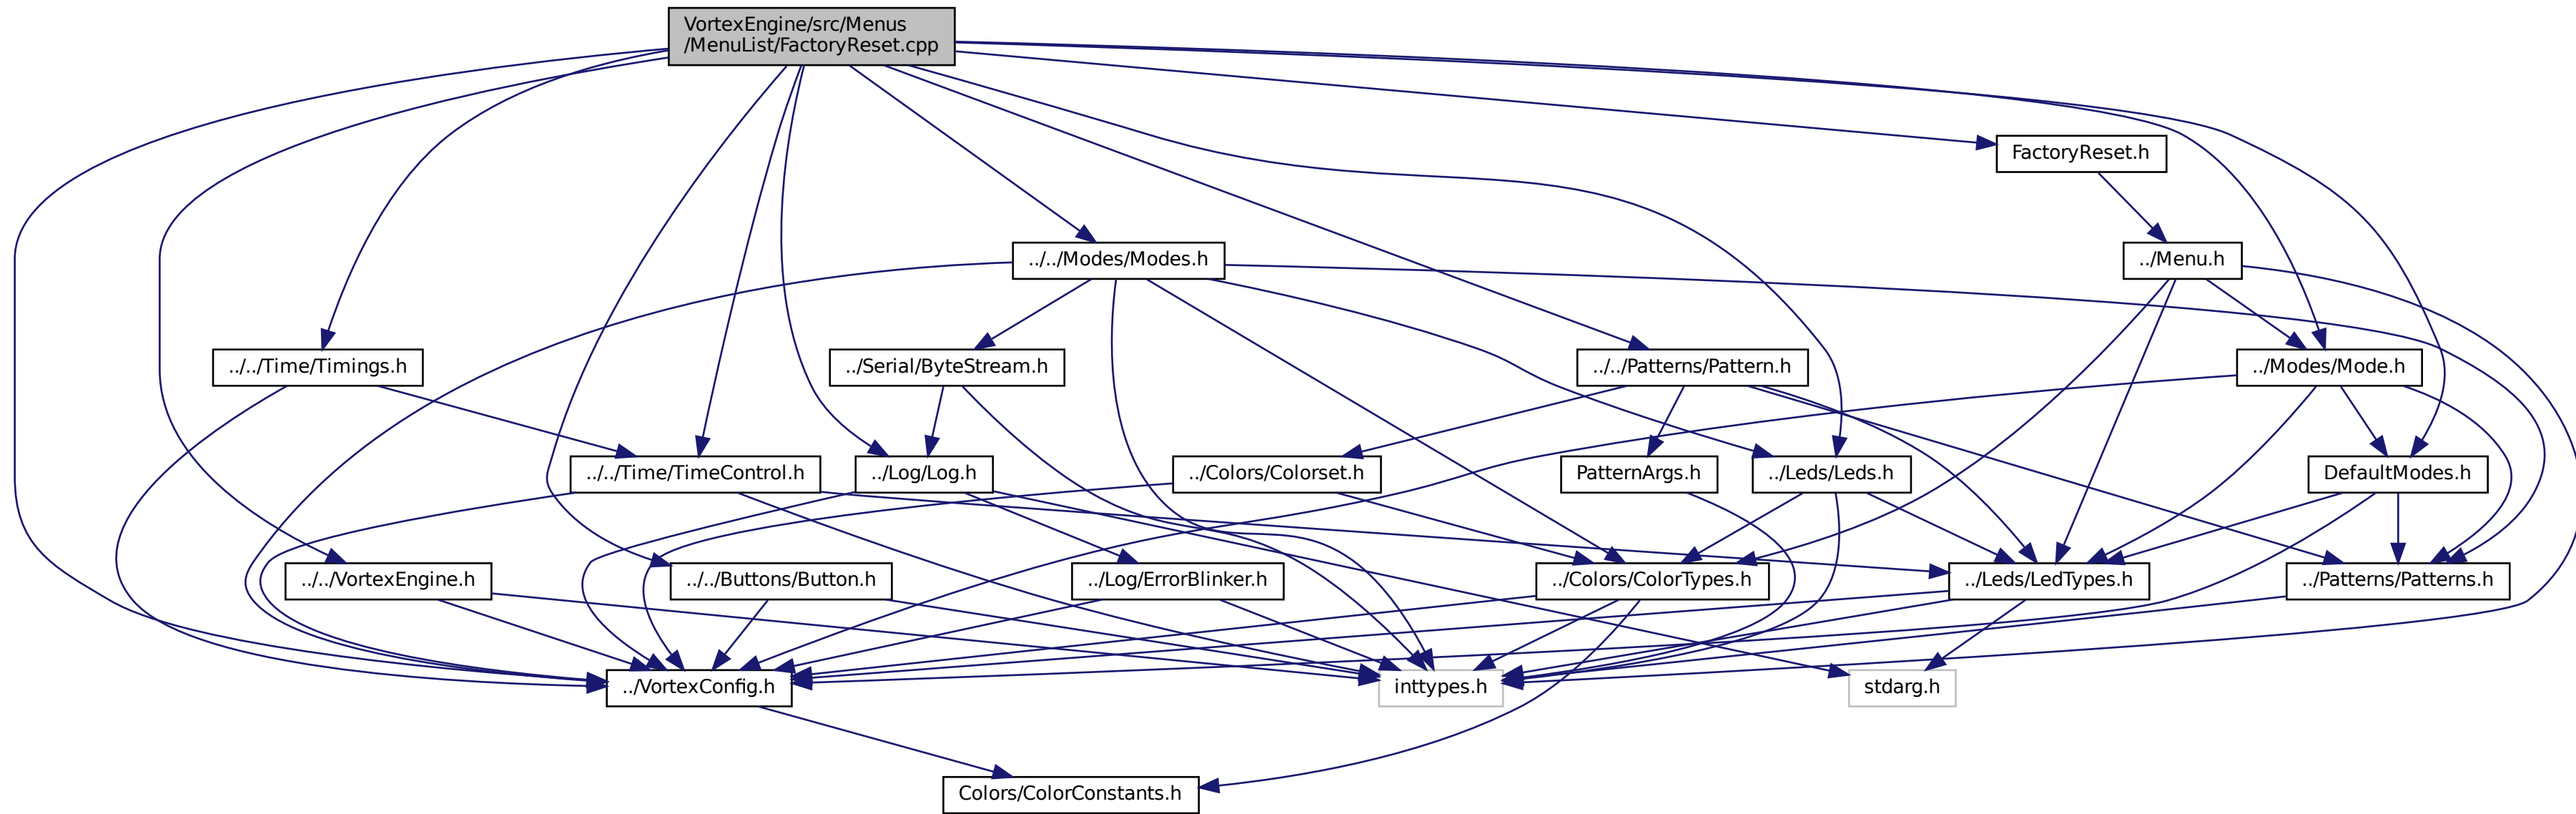 VortexEngine/src/Menus
/MenuList/FactoryReset.cpp
FactoryReset.h
../../Modes/Modes.h
../Menu.h
../../Time/Timings.h
../Serial/ByteStream.h
../../Patterns/Pattern.h
../Modes/Mode.h
../../Time/TimeControl.h
../Log/Log.h
../Colors/Colorset.h
PatternArgs.h
../Leds/Leds.h
DefaultModes.h
../../VortexEngine.h
../../Buttons/Button.h
../Log/ErrorBlinker.h
../Colors/ColorTypes.h
../Leds/LedTypes.h
../Patterns/Patterns.h
../VortexConfig.h
inttypes.h
stdarg.h
Colors/ColorConstants.h